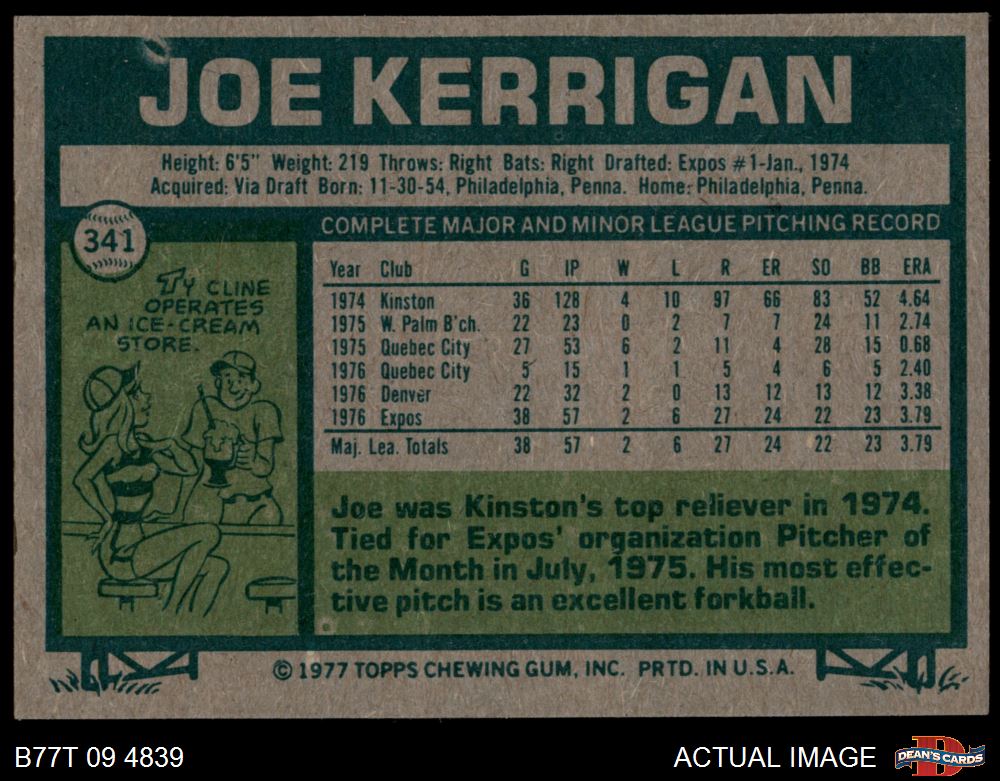 JOE KERRIGAN
Height: 6'5" Weight: 219 Throws: Right Bats: Right Drafted: Expos #1-Jan., 1974
Acquired: Via Draft Born: 11-30-54, Philadelphia, Penna. Home: Philadelphia, Penna.
341
TY CLINE
OPERATES
AN ICE-CREAM
STORE.
COMPLETE MAJOR AND MINOR LEAGUE PITCHING RECORD
Year Club G IP W L R ER SO BB ERA
1974 Kinston 36 128 4 10 97 66 83 52 4.64
1975 W. Palm B'ch. 22 23 0 2 7 7 24 11 2.74
1975 Quebec City 27 53 6 2 11 4 28 15 0.68
1976 Quebec City 5 15 1 1 5 4 6 5 2.40
1976 Denver 22 32 2 0 13 12 13 12 3.38
1976 Expos 38 57 2 6 27 24 22 23 3.79
Maj. Lea. Totals 38 57 2 6 27 24 22 23 3.79
Joe was Kinston's top reliever in 1974.
Tied for Expos' organization Pitcher of
the Month in July, 1975. His most effec-
tive pitch is an excellent forkball.
© 1977 TOPPS CHEWING GUM, INC. PRTD. IN U.S.A.
B77T 09 4839
ACTUAL IMAGE
D
DEAN'S CARDS